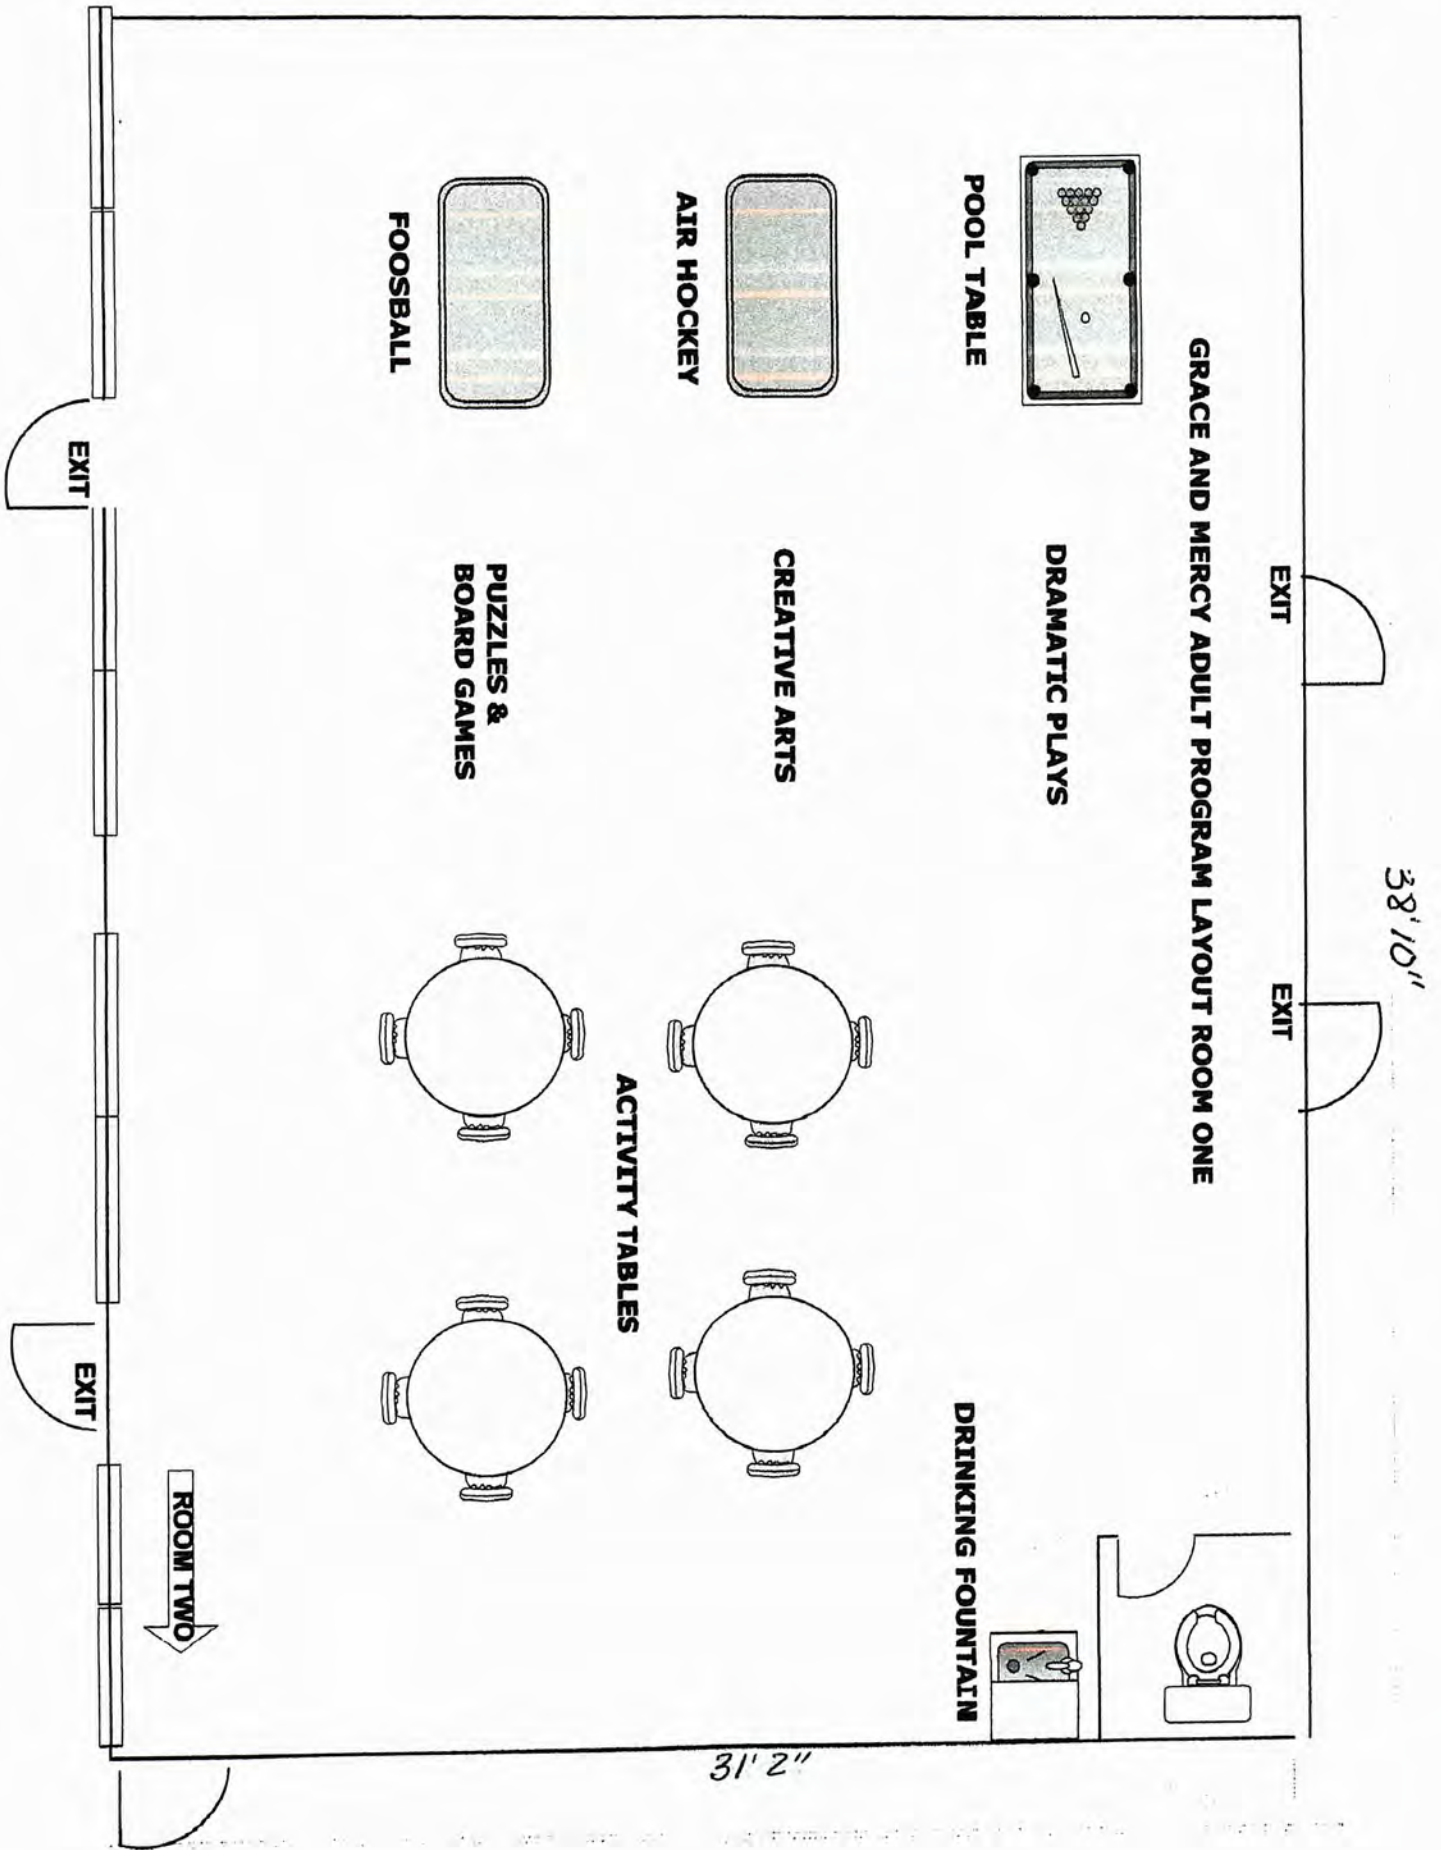 38'10"
EXIT
EXIT
GRACE AND MERCY ADULT PROGRAM LAYOUT ROOM ONE
POOL TABLE
DRAMATIC PLAYS
DRINKING FOUNTAIN
AIR HOCKEY
CREATIVE ARTS
ACTIVITY TABLES
FOOSBALL
PUZZLES &
BOARD GAMES
31'2"
ROOM TWO
EXIT
EXIT